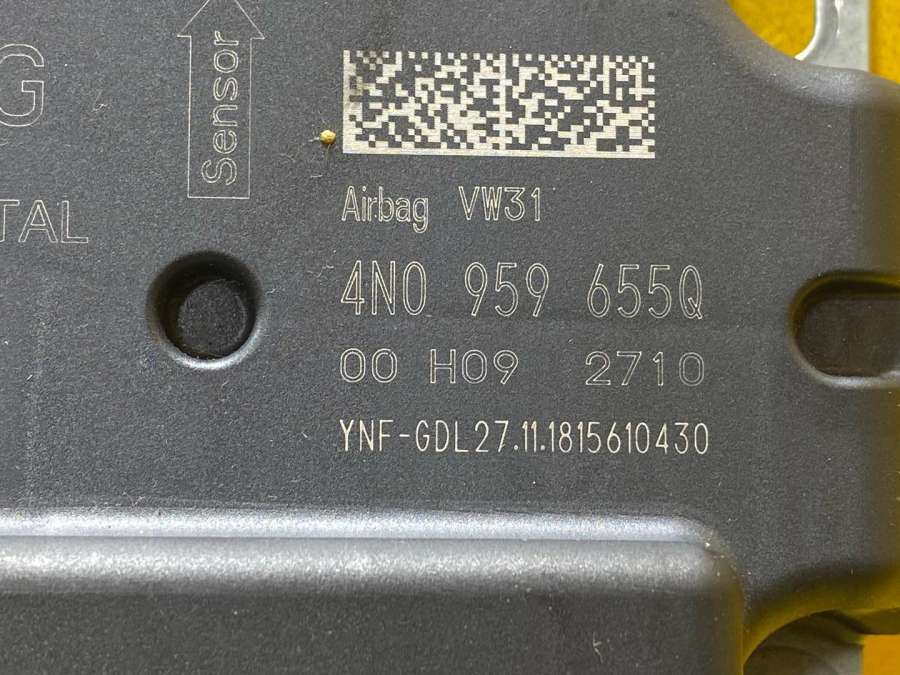 G
Sensor
TAL
Airbag VW31
4N0 959 655Q
00 H09 2710
YNF-GDL27.11.1815610430